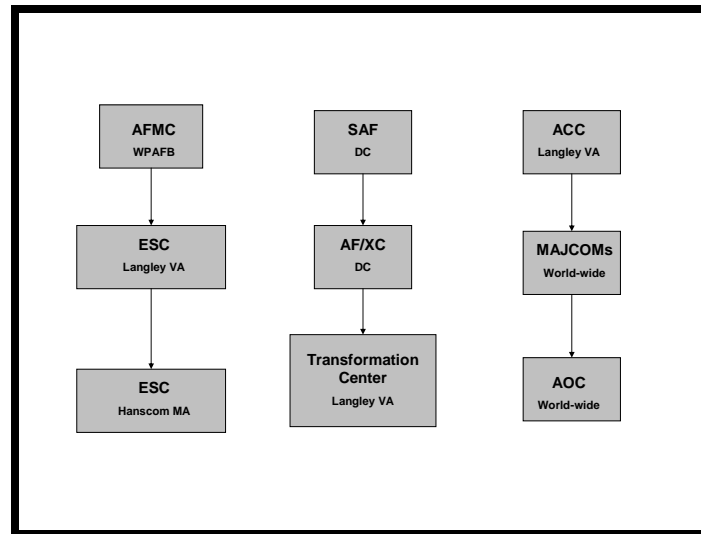 AFMC
WPAFB
ESC
Langley VA
ESC
Hanscom MA
SAF
DC
AF/XC
DC
Transformation
Center
Langley VA
ACC
Langley VA
MAJCOMs
World-wide
AOC
World-wide